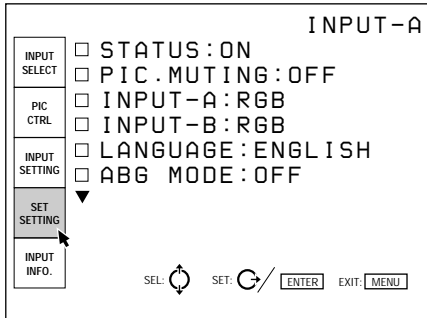 INPUT-A
INPUT
SELECT
PIC
CTRL
INPUT
SETTING
SET
SETTING
INPUT
INFO.
STATUS:ON
PIC.MUTING:OFF
INPUT-A:RGB
INPUT-B:RGB
LANGUAGE:ENGLISH
ABG MODE:OFF
SEL: SET: / ENTER EXIT: MENU